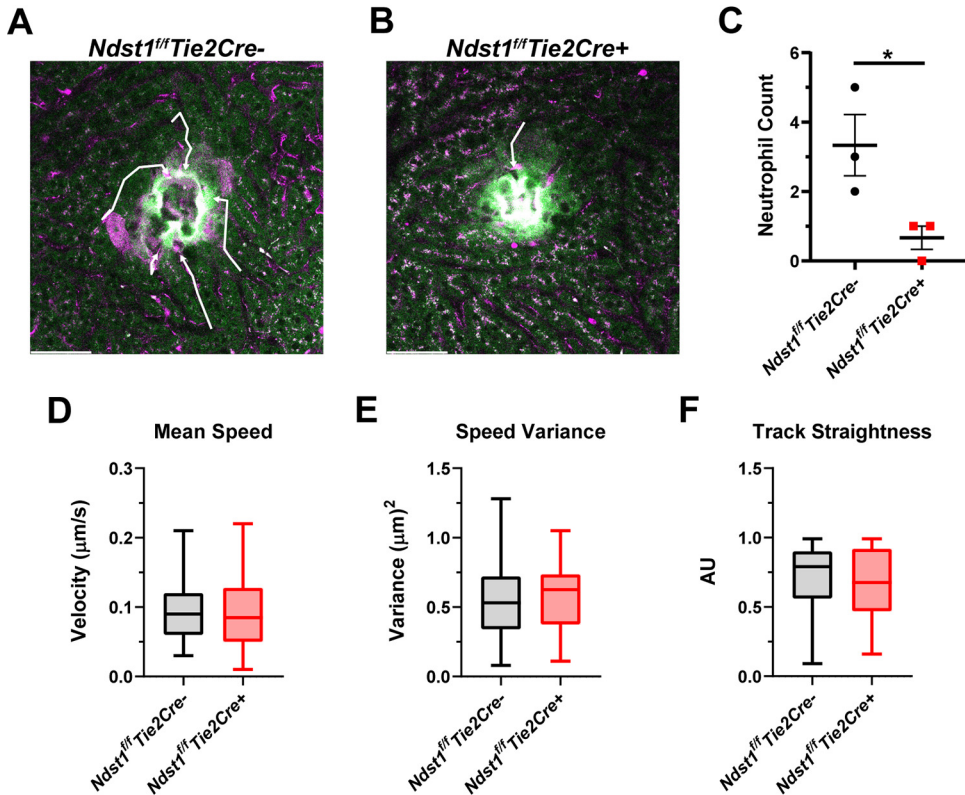 A
Ndst1f/fTie2Cre-
B
Ndst1f/fTie2Cre+
C
6
4
2
0
Neutrophil Count
*
Ndst1f/fTie2Cre-
Ndst1f/fTie2Cre+
D
Mean Speed
0.3
0.2
0.1
0.0
Velocity (μm/s)
Ndst1f/fTie2Cre-
Ndst1f/fTie2Cre+
E
Speed Variance
1.5
1.0
0.5
0.0
Variance (μm)2
Ndst1f/fTie2Cre-
Ndst1f/fTie2Cre+
F
Track Straightness
1.5
1.0
0.5
0.0
AU
Ndst1f/fTie2Cre-
Ndst1f/fTie2Cre+